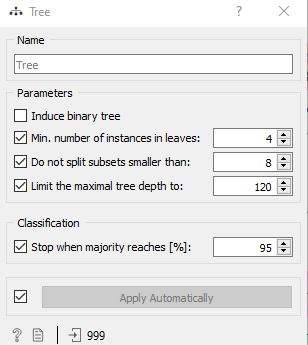 Tree ? ×
Name
Tree
Parameters
Induce binary tree
Min. number of instances in leaves: 4
Do not split subsets smaller than: 8
Limit the maximal tree depth to: 120
Classification
Stop when majority reaches [%]: 95
Apply Automatically
? 999